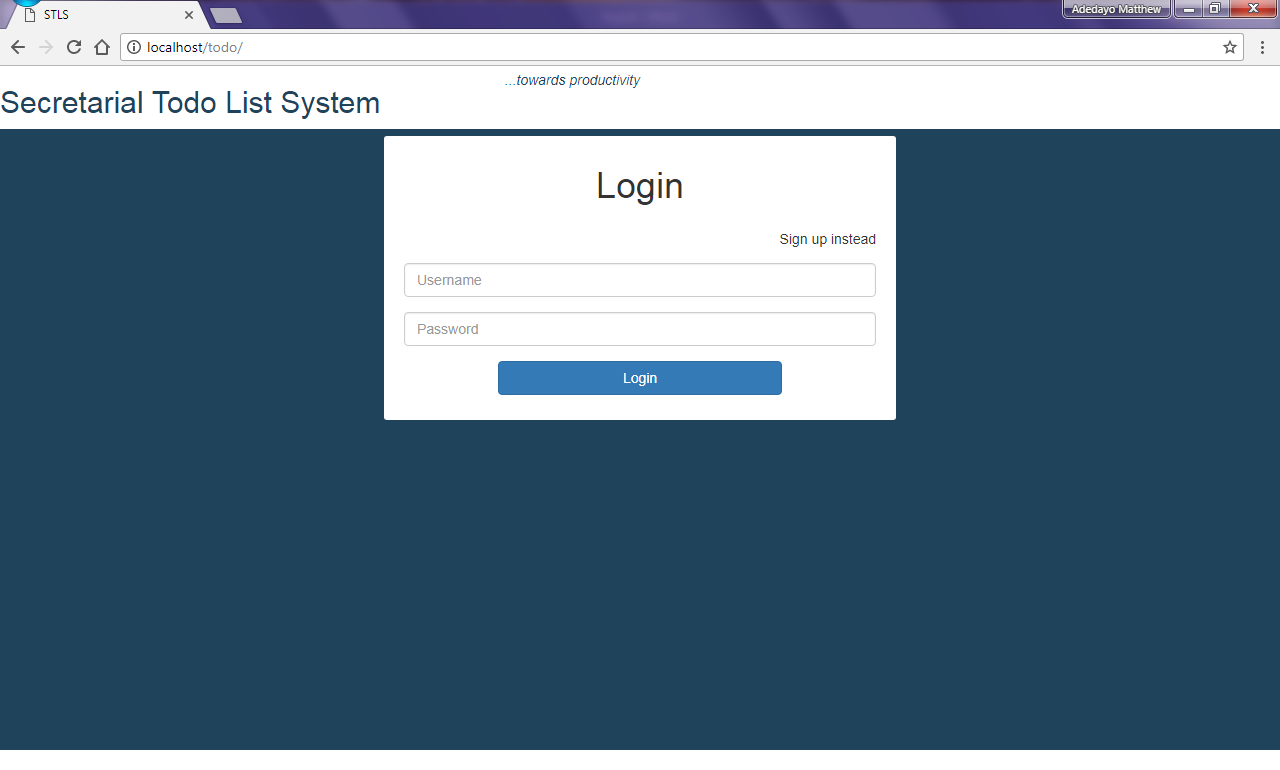 STLS
Adedayo Matthew
localhost/todo/
...towards productivity
Secretarial Todo List System
Login
Sign up instead
Username
Password
Login